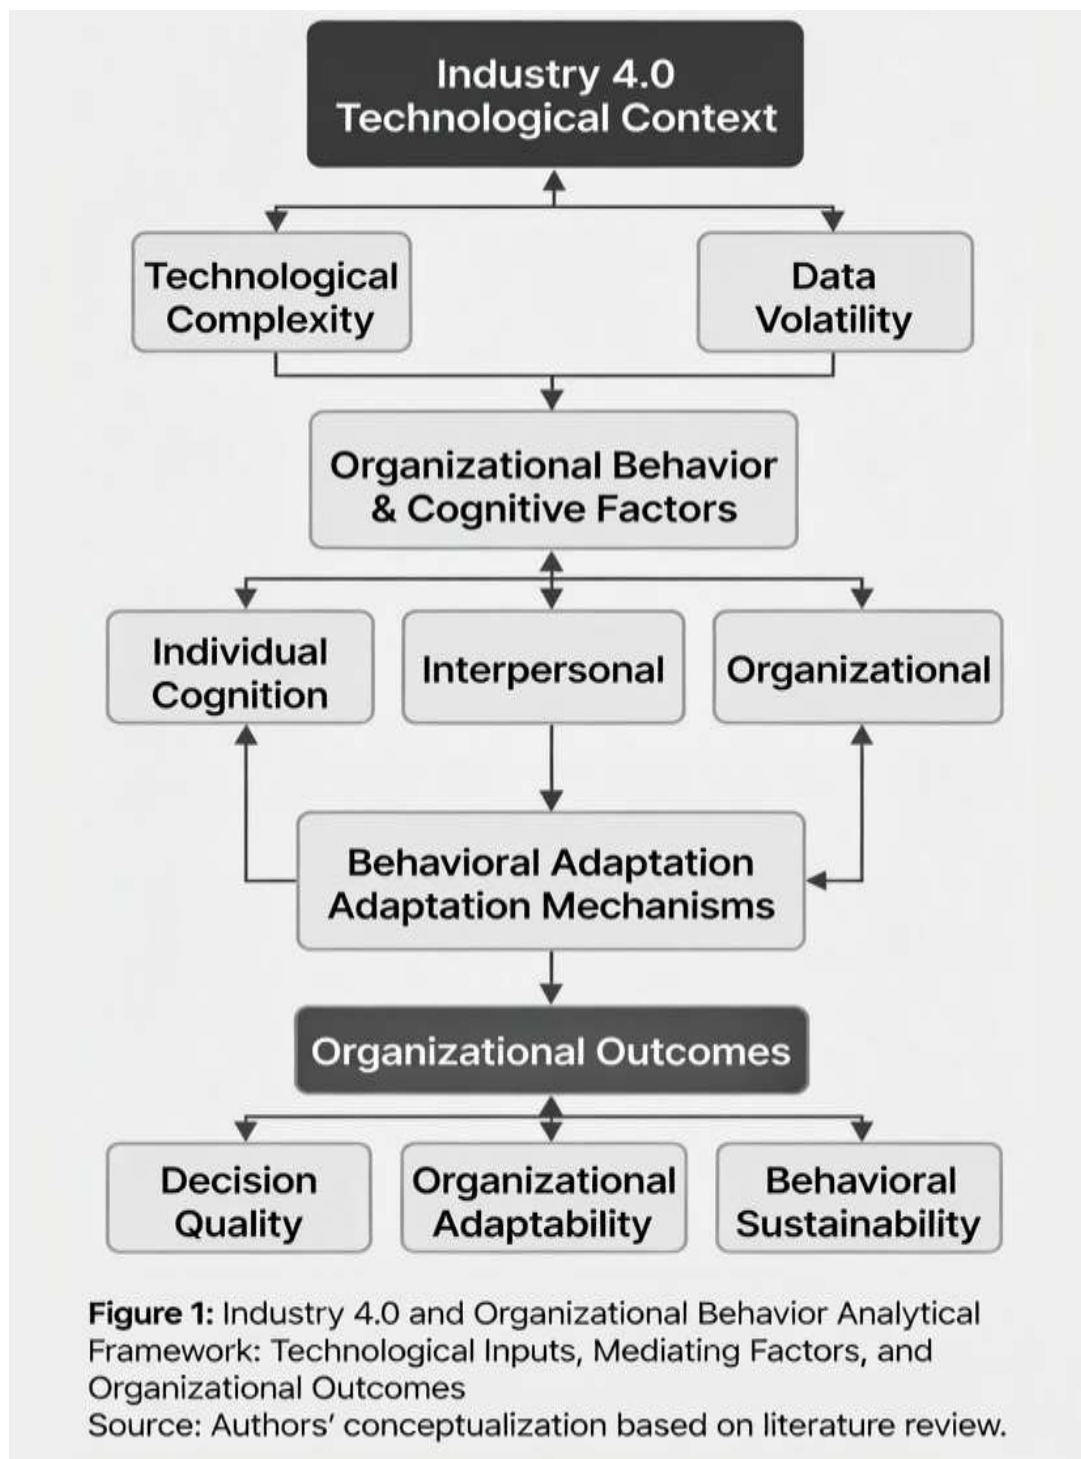 Industry 4.0
Technological Context
Technological
Complexity
Data
Volatility
Organizational Behavior
& Cognitive Factors
Individual
Cognition
Interpersonal
Organizational
Behavioral Adaptation
Adaptation Mechanisms
Organizational Outcomes
Decision
Quality
Organizational
Adaptability
Behavioral
Sustainability
Figure 1: Industry 4.0 and Organizational Behavior Analytical
Framework: Technological Inputs, Mediating Factors, and
Organizational Outcomes
Source: Authors' conceptualization based on literature review.